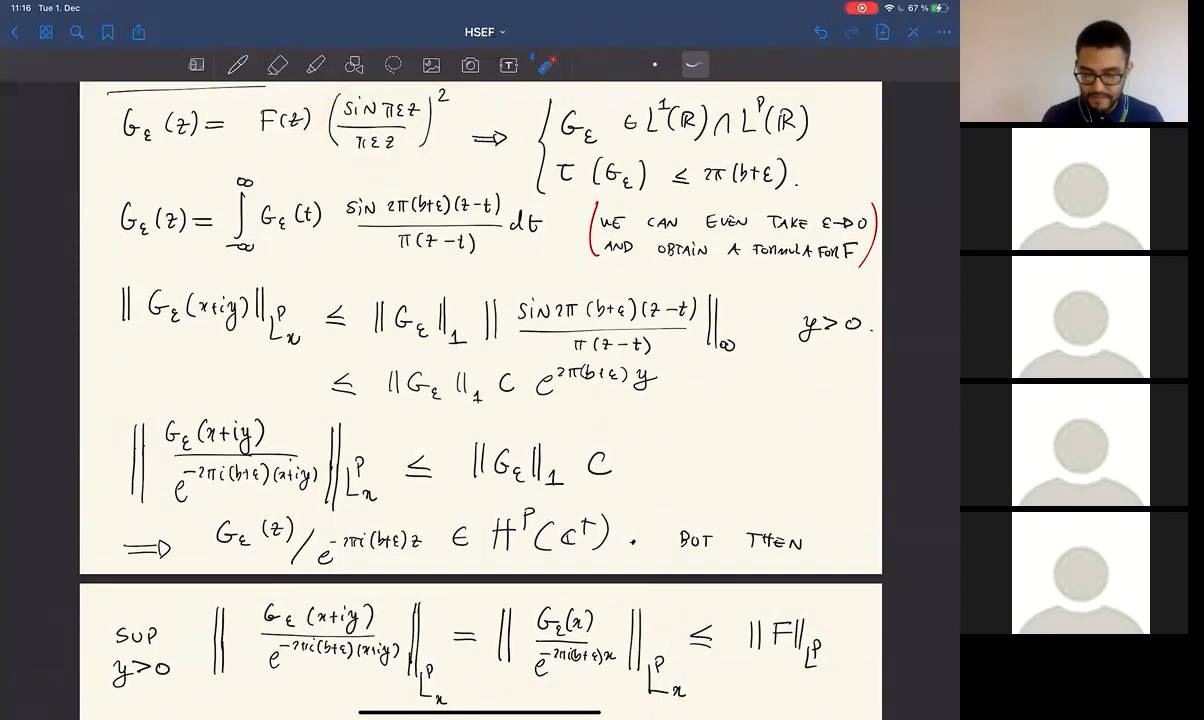 11:16 Tue 1. Dec
67 %
HSEF
G_ε(z) = F(z) (sin πεz / πεz)^2 ⟹ { G_ε ∈ L^1(ℝ) ∩ L^p(ℝ)
τ(G_ε) ≤ 2π(b+ε).
G_ε(z) = ∫_{-∞}^{∞} G_ε(t) sin 2π(b+ε)(z-t) / π(z-t) dt
(WE CAN EVEN TAKE ε→0
AND OBTAIN A FORMULA FOR F)
‖G_ε(x+iy)‖_{L^p_x} ≤ ‖G_ε‖_1 ‖ sin 2π(b+ε)(z-t) / π(z-t) ‖_∞ y>0.
≤ ‖G_ε‖_1 C e^{2π(b+ε)y}
‖ G_ε(x+iy) / e^{-2πi(b+ε)(x+iy)} ‖_{L^p_x} ≤ ‖G_ε‖_1 C
⟹ G_ε(z) / e^{-2πi(b+ε)z} ∈ H^p(ℂ^+). BUT THEN
SUP y>0 ‖ G_ε(x+iy) / e^{-2πi(b+ε)(x+iy)} ‖_{L^p_x} = ‖ G_ε(x) / e^{-2πi(b+ε)x} ‖_{L^p_x} ≤ ‖F‖_{L^p}